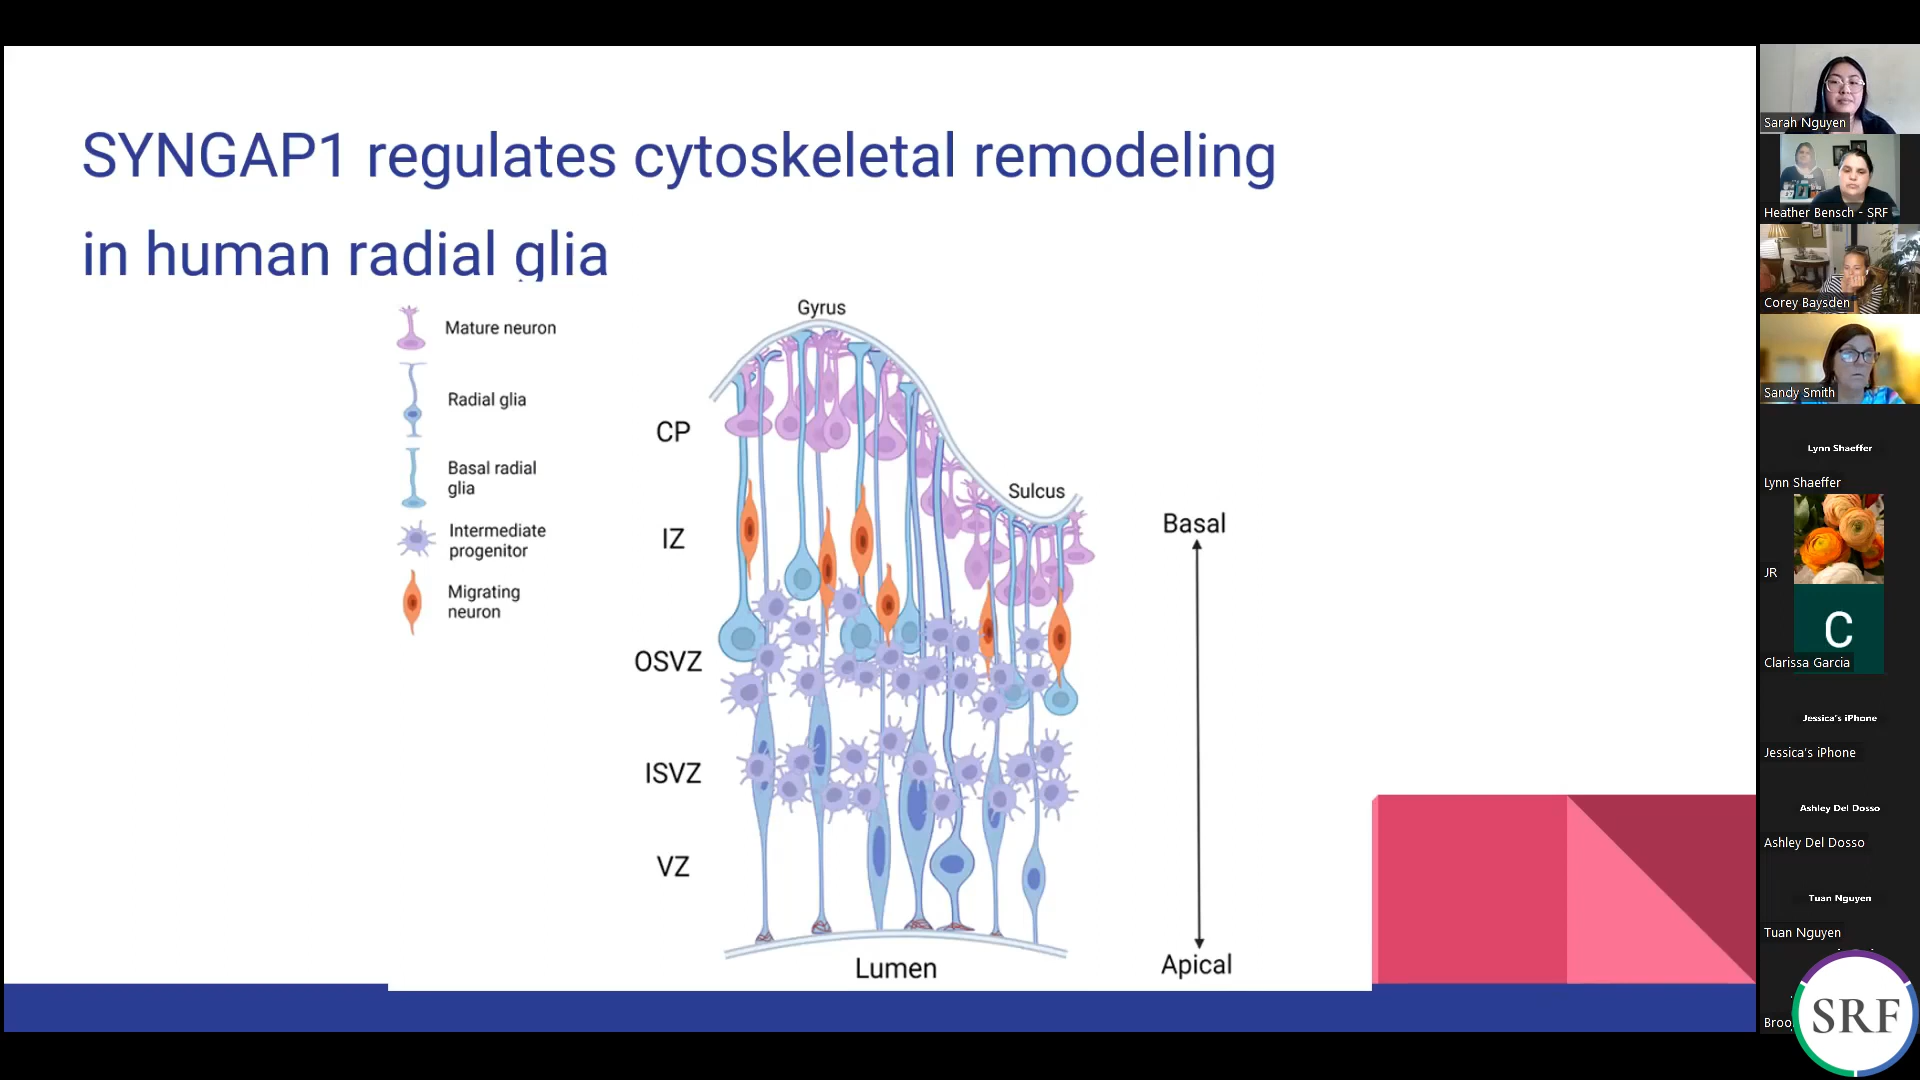 SYNGAP1 regulates cytoskeletal remodeling
in human radial glia
Mature neuron
Radial glia
Basal radial
glia
Intermediate
progenitor
Migrating
neuron
Gyrus
CP
Sulcus
IZ
Basal
OSVZ
ISVZ
VZ
Lumen
Apical
Sarah Nguyen
Heather Bensch - SRF
Corey Baysden
Sandy Smith
Lynn Shaeffer
Lynn Shaeffer
JR
C
Clarissa Garcia
Jessica's iPhone
Jessica's iPhone
Ashley Del Dosso
Ashley Del Dosso
Tuan Nguyen
Tuan Nguyen
SRF